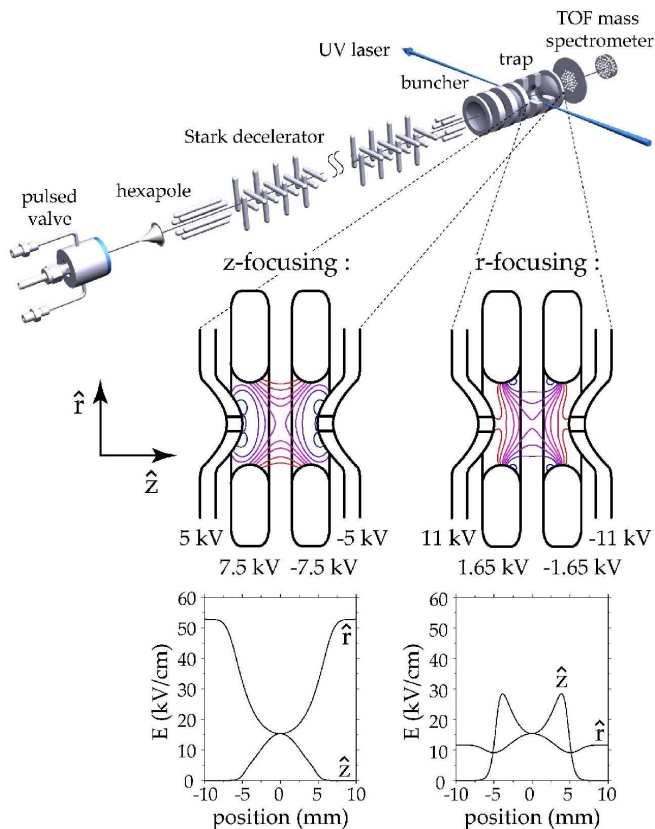 TOF mass
spectrometer
UV laser
trap
buncher
Stark decelerator
hexapole
pulsed
valve
z-focusing :
r-focusing :
r̂
ẑ
5 kV
-5 kV
7.5 kV -7.5 kV
11 kV
-11 kV
1.65 kV -1.65 kV
60
50
40
30
20
10
0
E (kV/cm)
r̂
ẑ
-10 -5 0 5 10
position (mm)
60
50
40
30
20
10
0
E (kV/cm)
ẑ
r̂
-10 -5 0 5 10
position (mm)